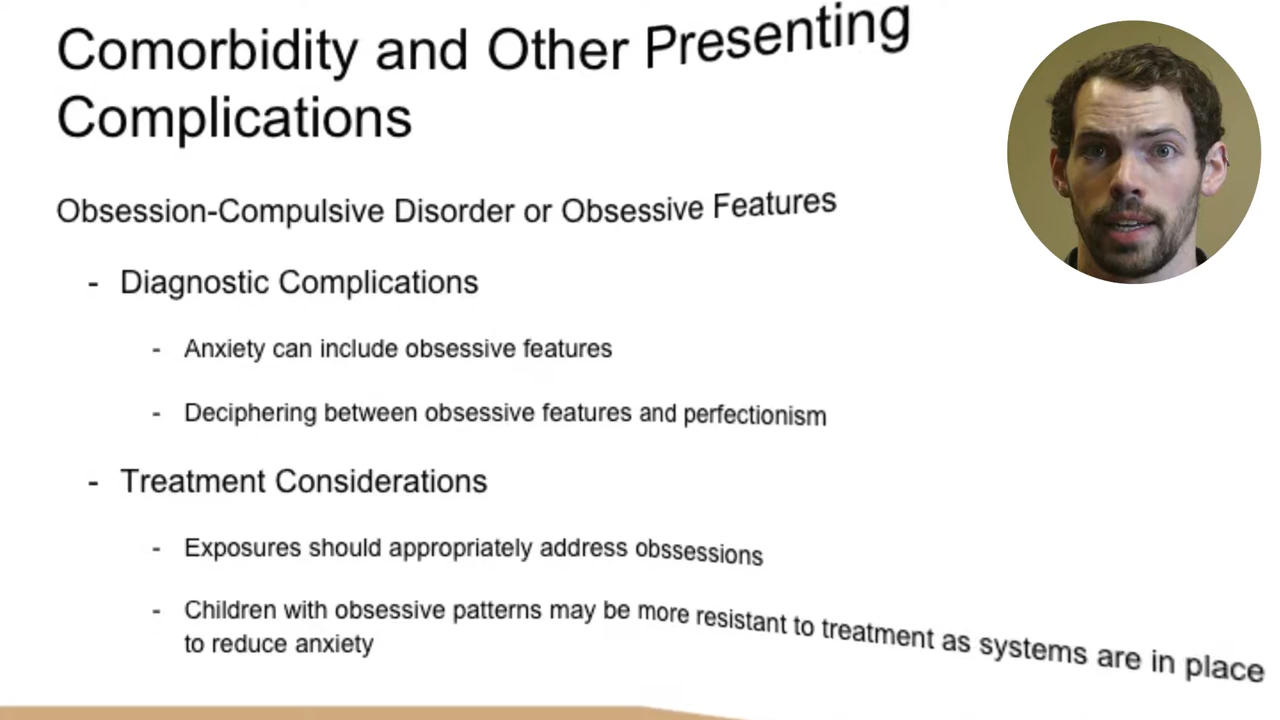 Comorbidity and Other Presenting
Complications
Obsession-Compulsive Disorder or Obsessive Features
- Diagnostic Complications
- Anxiety can include obsessive features
- Deciphering between obsessive features and perfectionism
- Treatment Considerations
- Exposures should appropriately address obssessions
- Children with obsessive patterns may be more resistant to treatment as systems are in place
to reduce anxiety